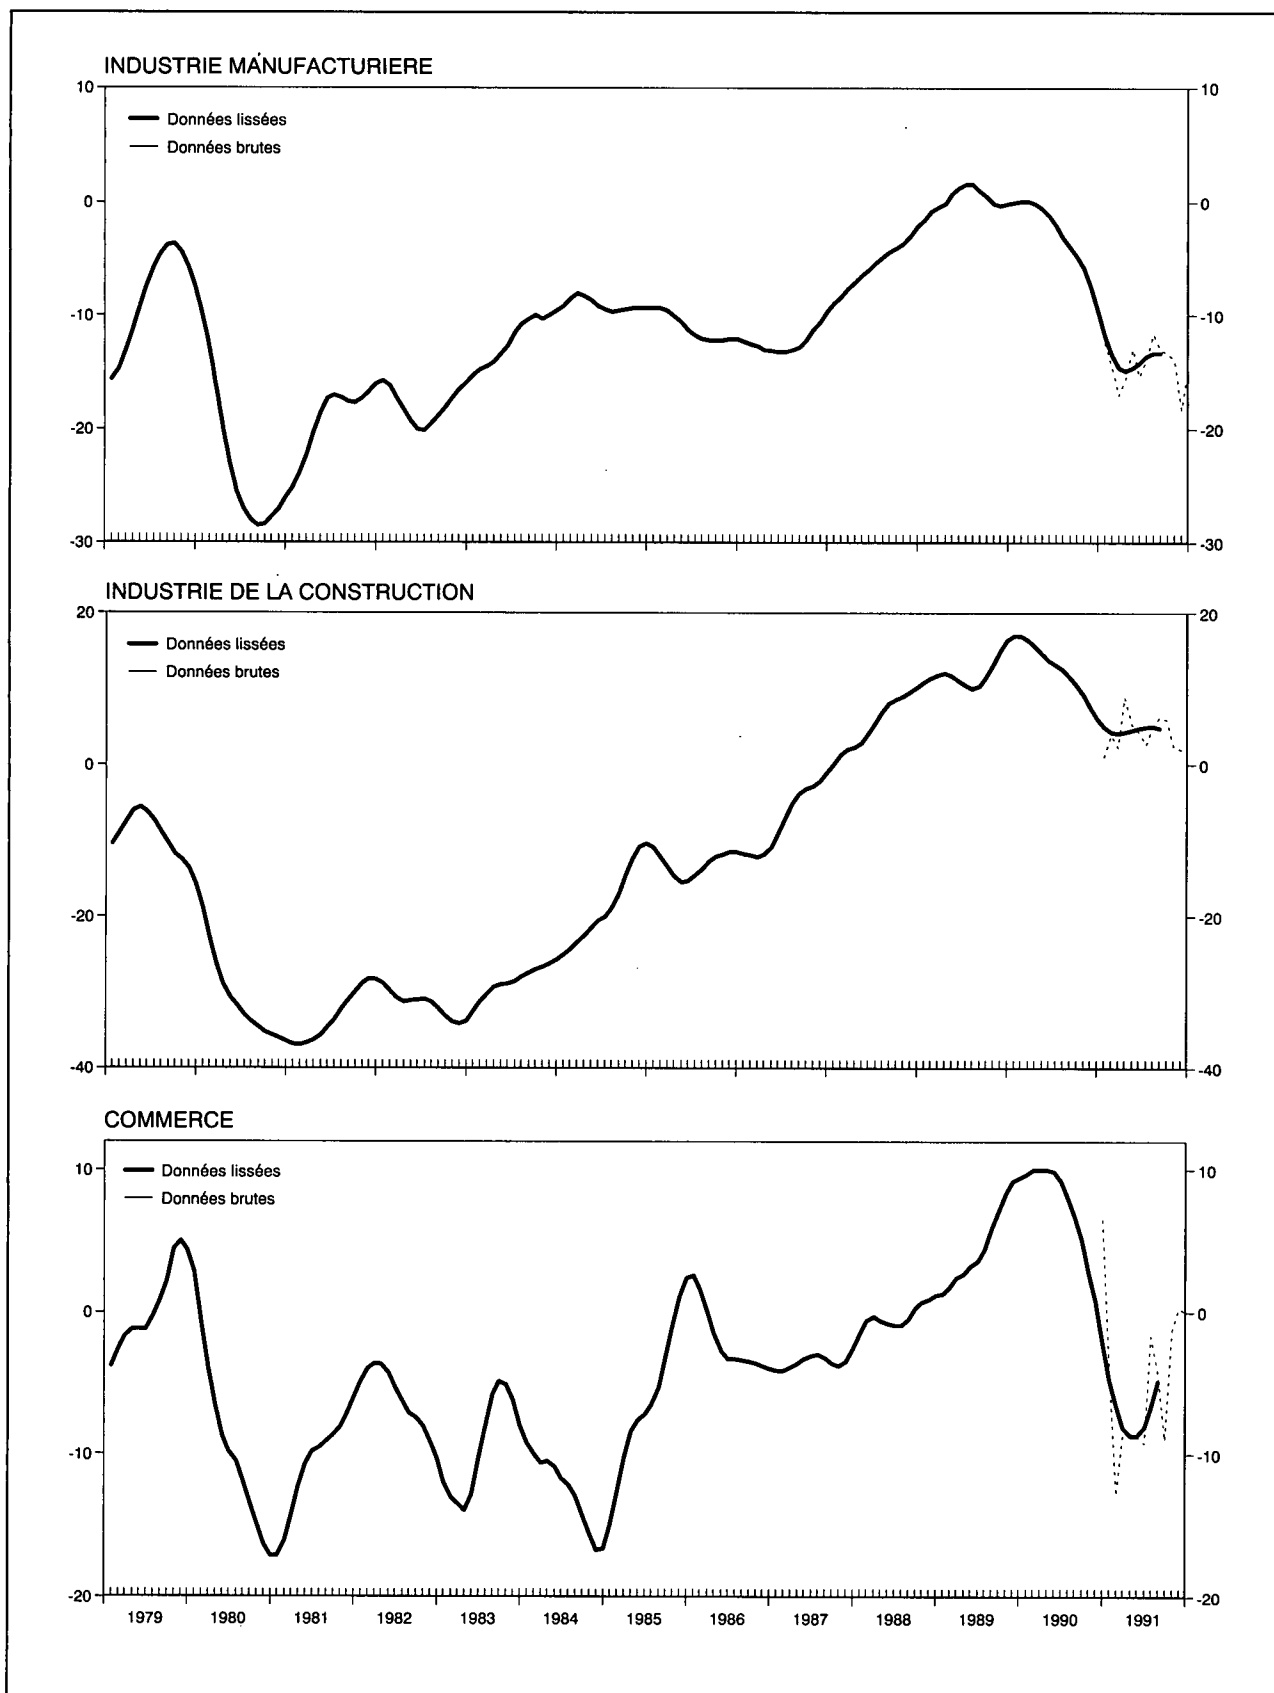 INDUSTRIE MANUFACTURIERE
10
10
Données lissées
Données brutes
0
0
-10
-10
-20
-20
-30
-30
INDUSTRIE DE LA CONSTRUCTION
20
20
Données lissées
Données brutes
0
0
-20
-20
-40
-40
COMMERCE
10
10
Données lissées
Données brutes
0
0
-10
-10
-20
-20
1979 1980 1981 1982 1983 1984 1985 1986 1987 1988 1989 1990 1991